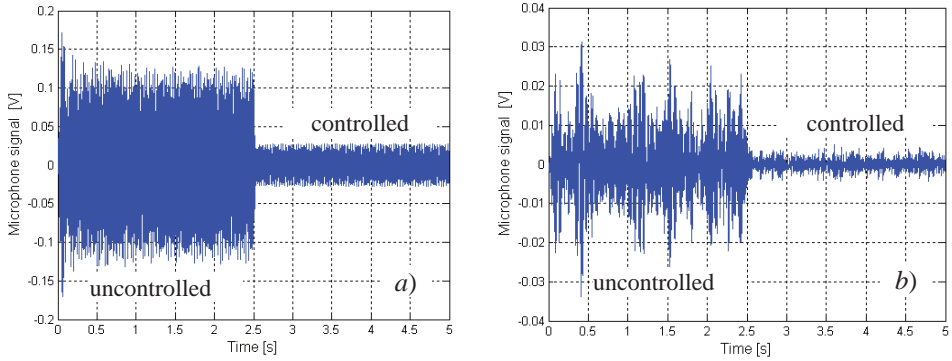 0.2
0.15
0.1
0.05
0
-0.05
-0.1
-0.15
-0.2
Microphone signal [V]
controlled
uncontrolled
a)
0 0.5 1 1.5 2 2.5 3 3.5 4 4.5 5
Time [s]
0.04
0.03
0.02
0.01
0
-0.01
-0.02
-0.03
-0.04
Microphone signal [V]
controlled
uncontrolled
b)
0 0.5 1 1.5 2 2.5 3 3.5 4 4.5 5
Time [s]